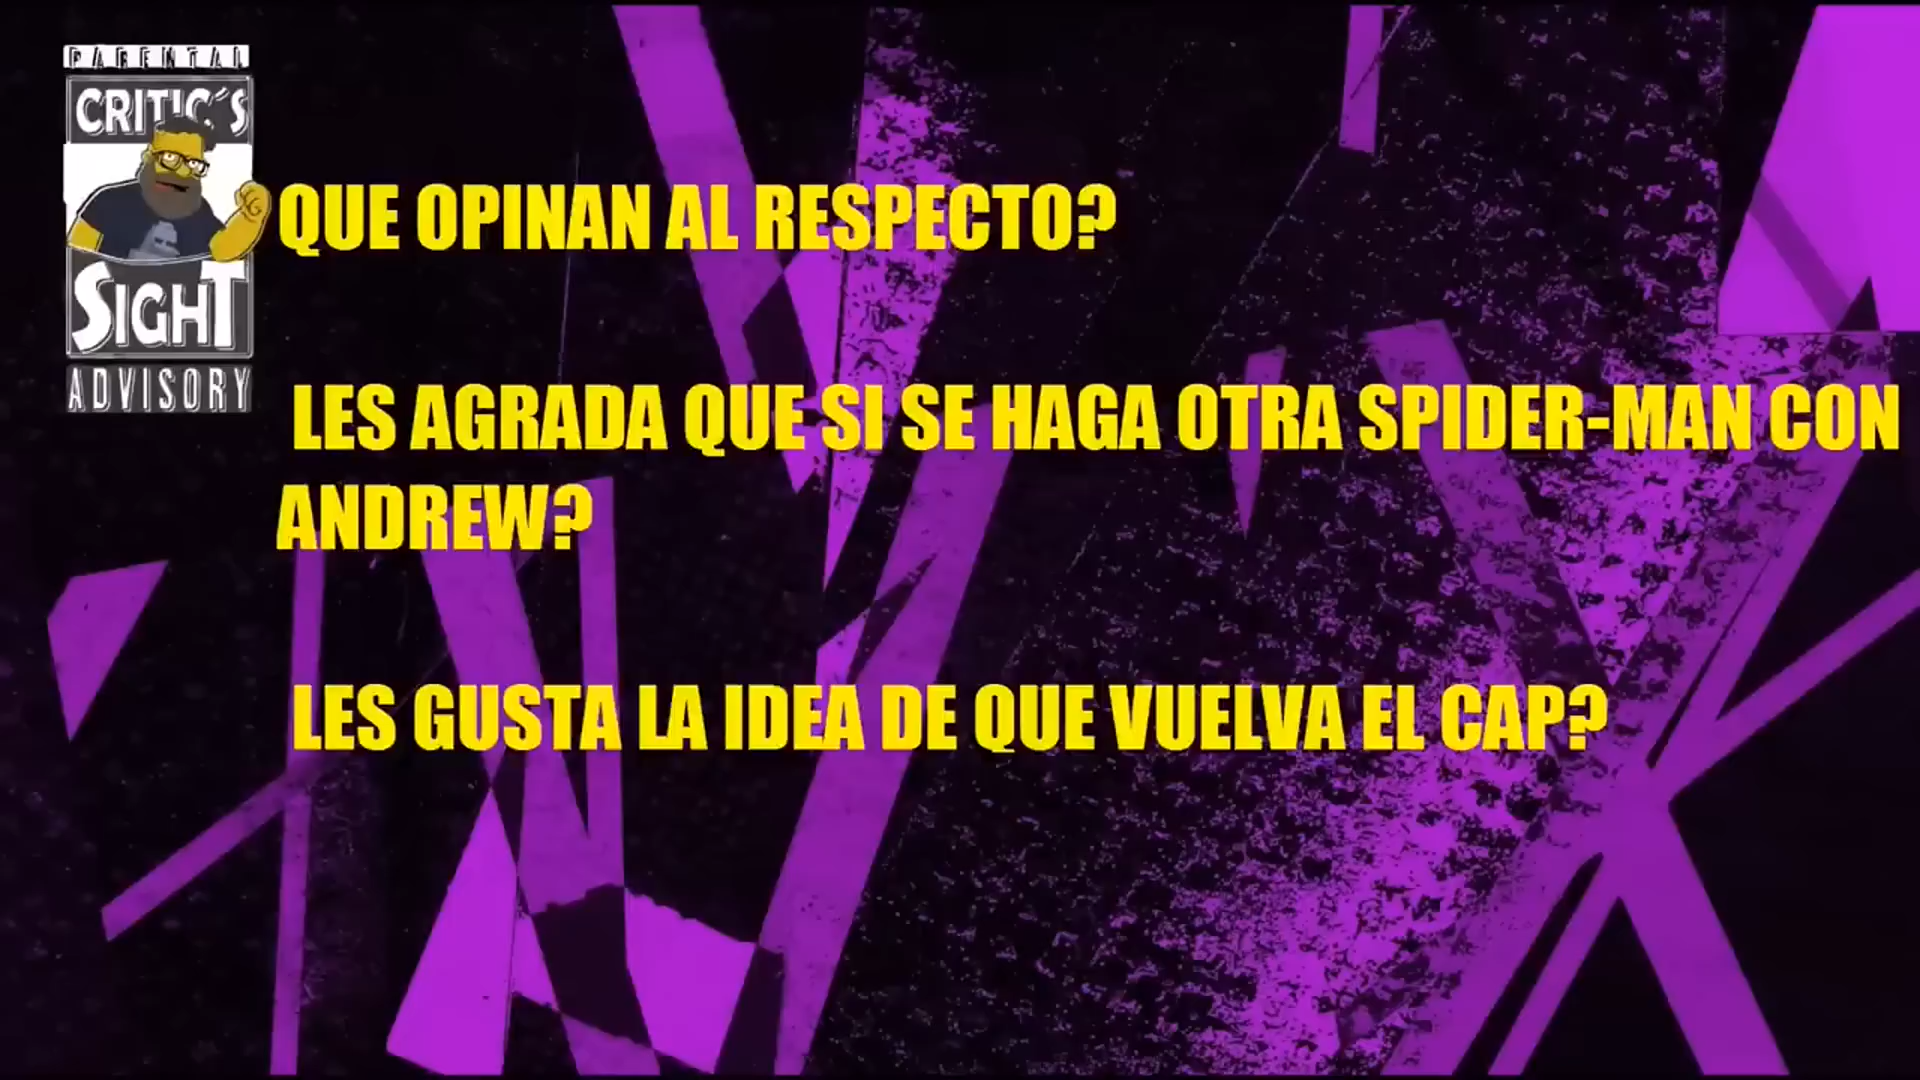 PARENTAL
CRITIC´S
SIGHT
ADVISORY
QUE OPINAN AL RESPECTO?
LES AGRADA QUE SI SE HAGA OTRA SPIDER-MAN CON
ANDREW?
LES GUSTA LA IDEA DE QUE VUELVA EL CAP?